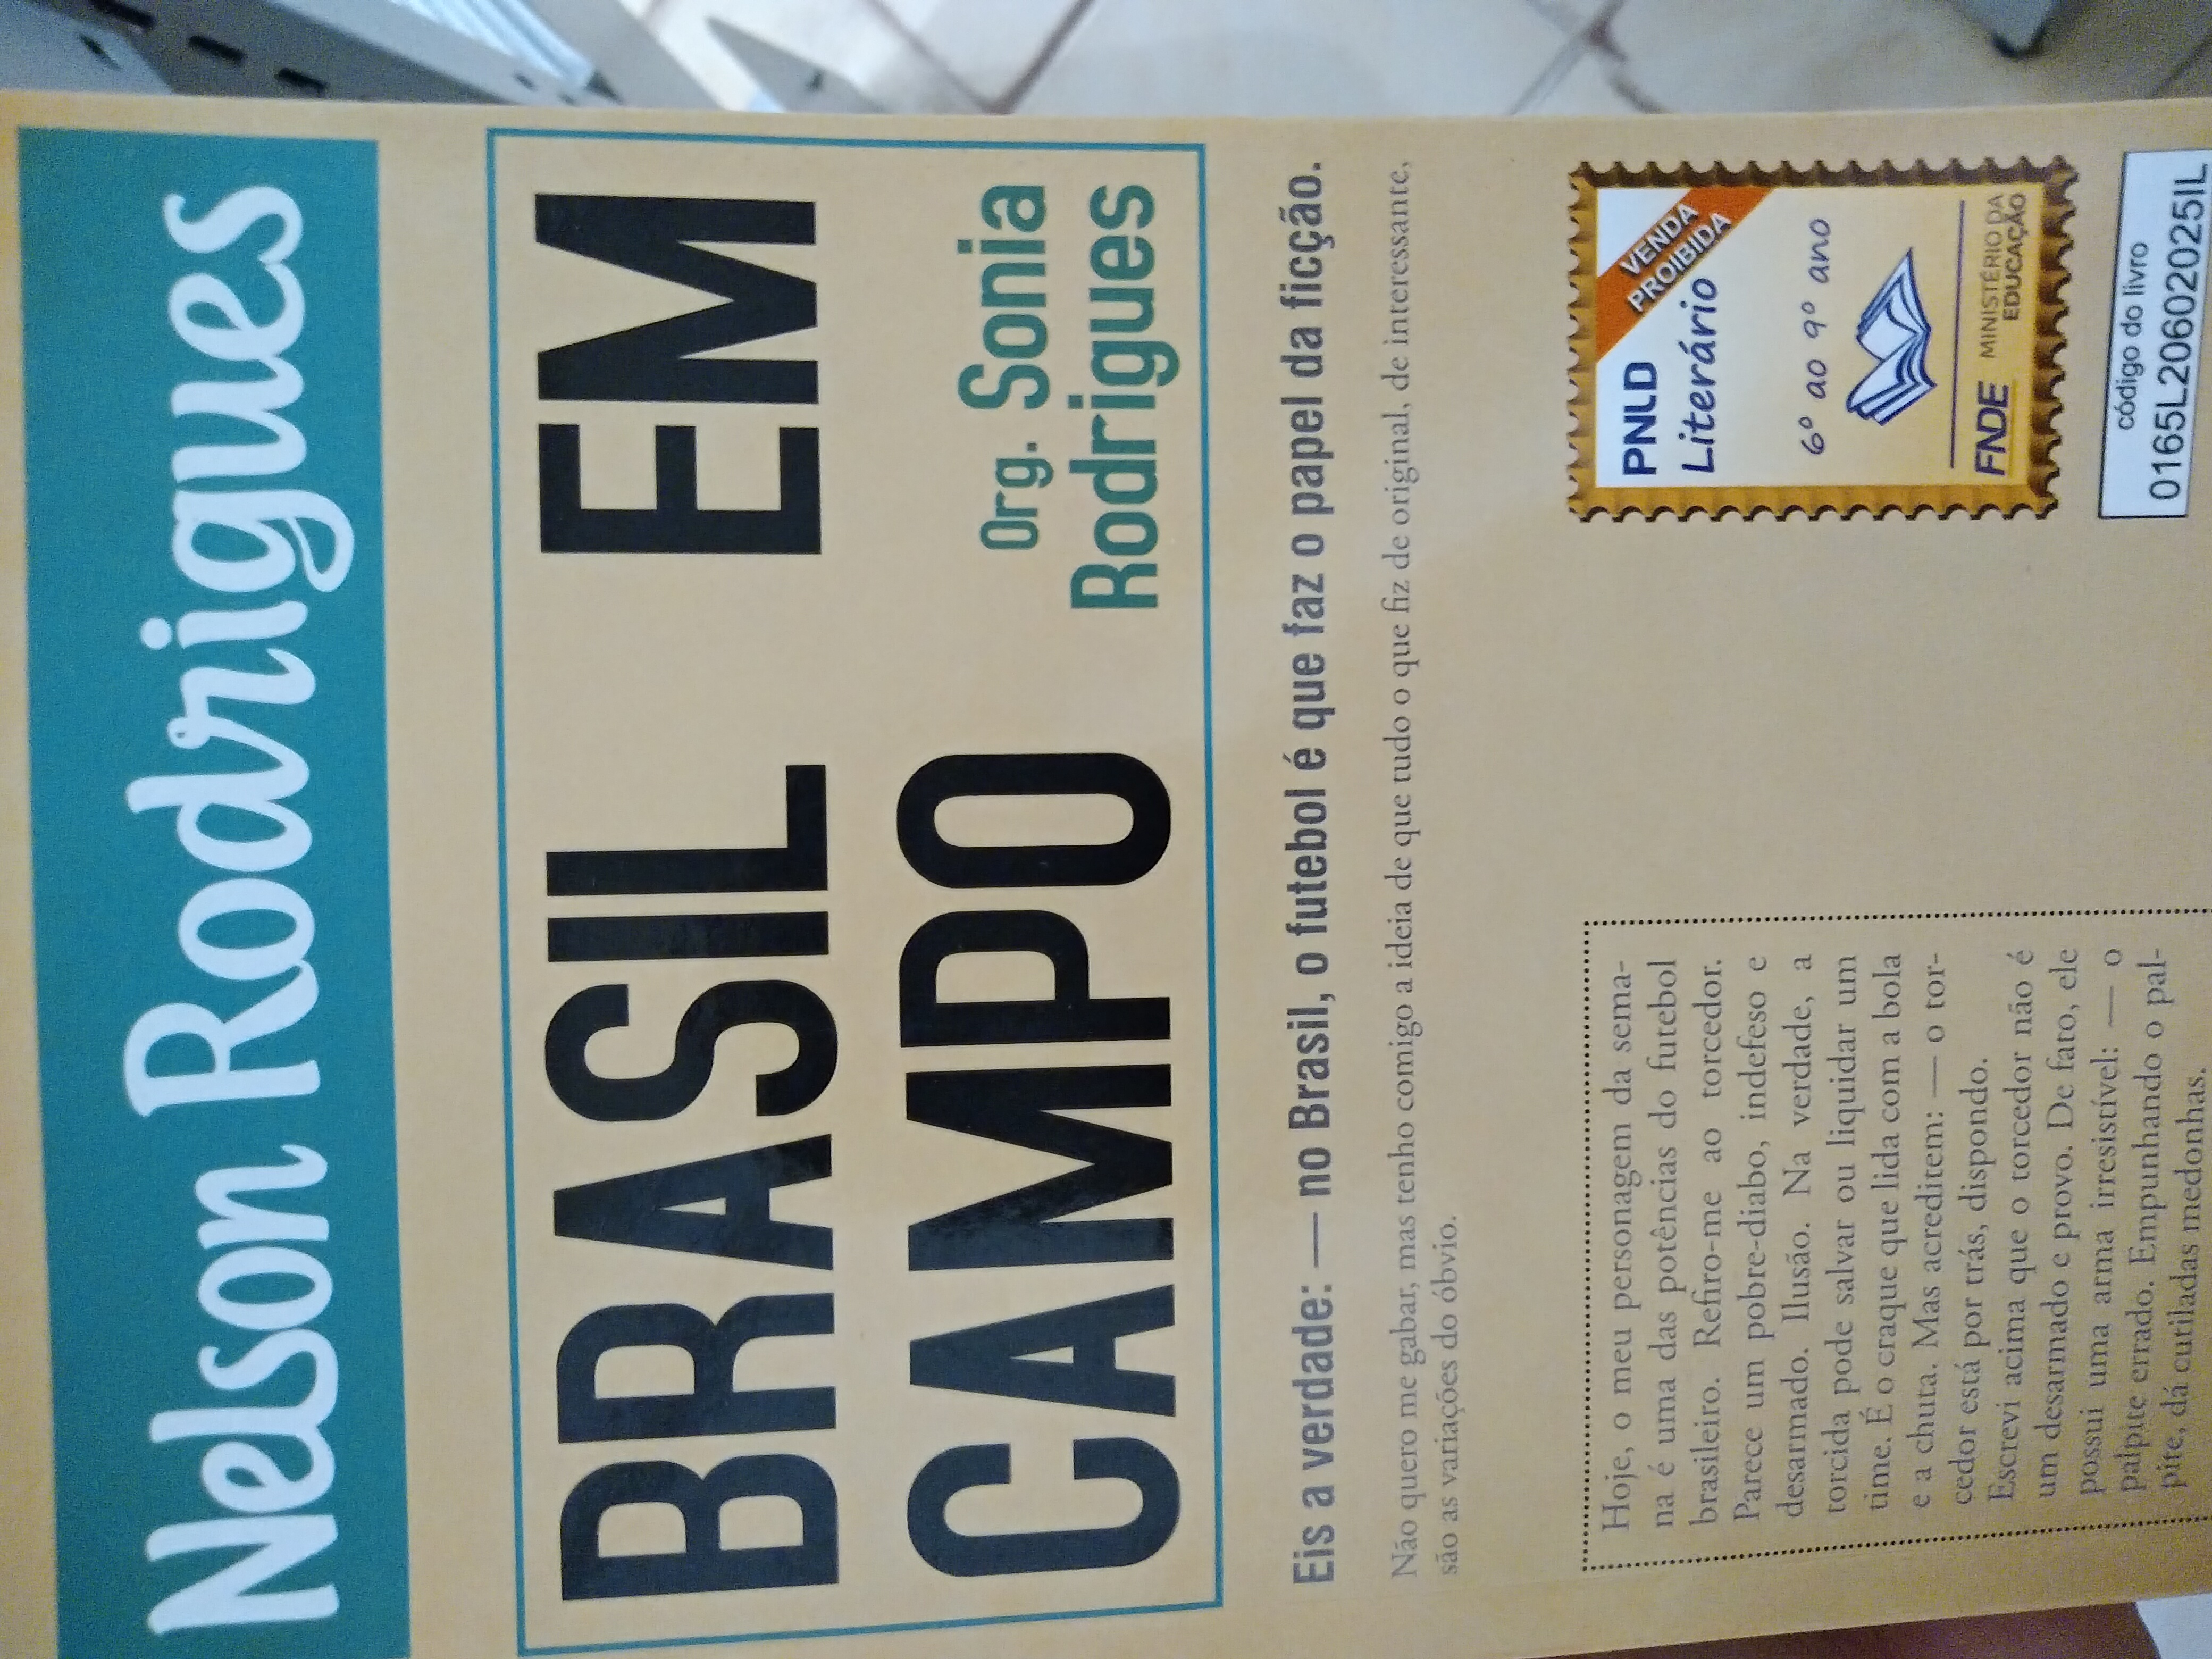 Nelson Rodrigues
BRASIL EM
CAMPO
Org. Sonia
Rodrigues
Eis a verdade: — no Brasil, o futebol é que faz o papel da ficção.
Não quero me gabar, mas tenho comigo a ideia de que tudo o que fiz de original, de interessante,
são as variações do óbvio.
Hoje, o meu personagem da sema-
na é uma das potências do futebol
brasileiro. Refiro-me ao torcedor.
Parece um pobre-diabo, indefeso e
desarmado. Ilusão. Na verdade, a
torcida pode salvar ou liquidar um
time. É o craque que lida com a bola
e a chuta. Mas acreditem: — o tor-
cedor está por trás, dispondo.
Escrevi acima que o torcedor não é
um desarmado e provo. De fato, ele
possui uma arma irresistível: — o
palpite errado. Empunhando o pal-
pite, dá cutiladas medonhas.
PNLD
Literário
VENDA
PROIBIDA
6º ao 9º ano
FNDE
MINISTÉRIO DA
EDUCAÇÃO
código do livro
0165L20602025IL